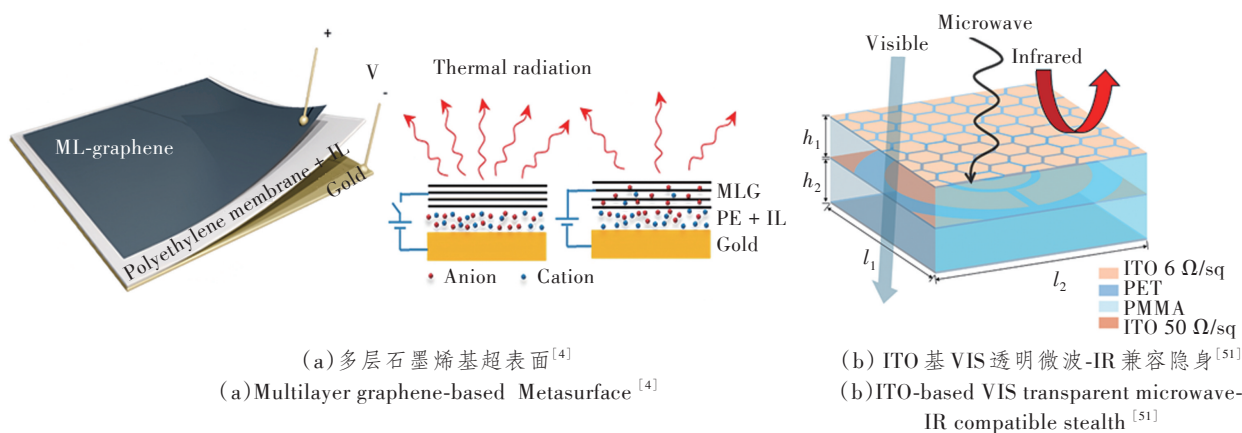 +
V
-
ML-graphene
Polyethylene membrane + IL
Gold
Thermal radiation
MLG
PE + IL
Gold
Anion
Cation
(a)多层石墨烯基超表面[4]
(a)Multilayer graphene-based Metasurface [4]
Microwave
Visible
Infrared
h1
h2
l1
l2
ITO 6 Ω/sq
PET
PMMA
ITO 50 Ω/sq
(b) ITO 基 VIS 透明微波-IR 兼容隐身[51]
(b)ITO-based VIS transparent microwave-
IR compatible stealth [51]